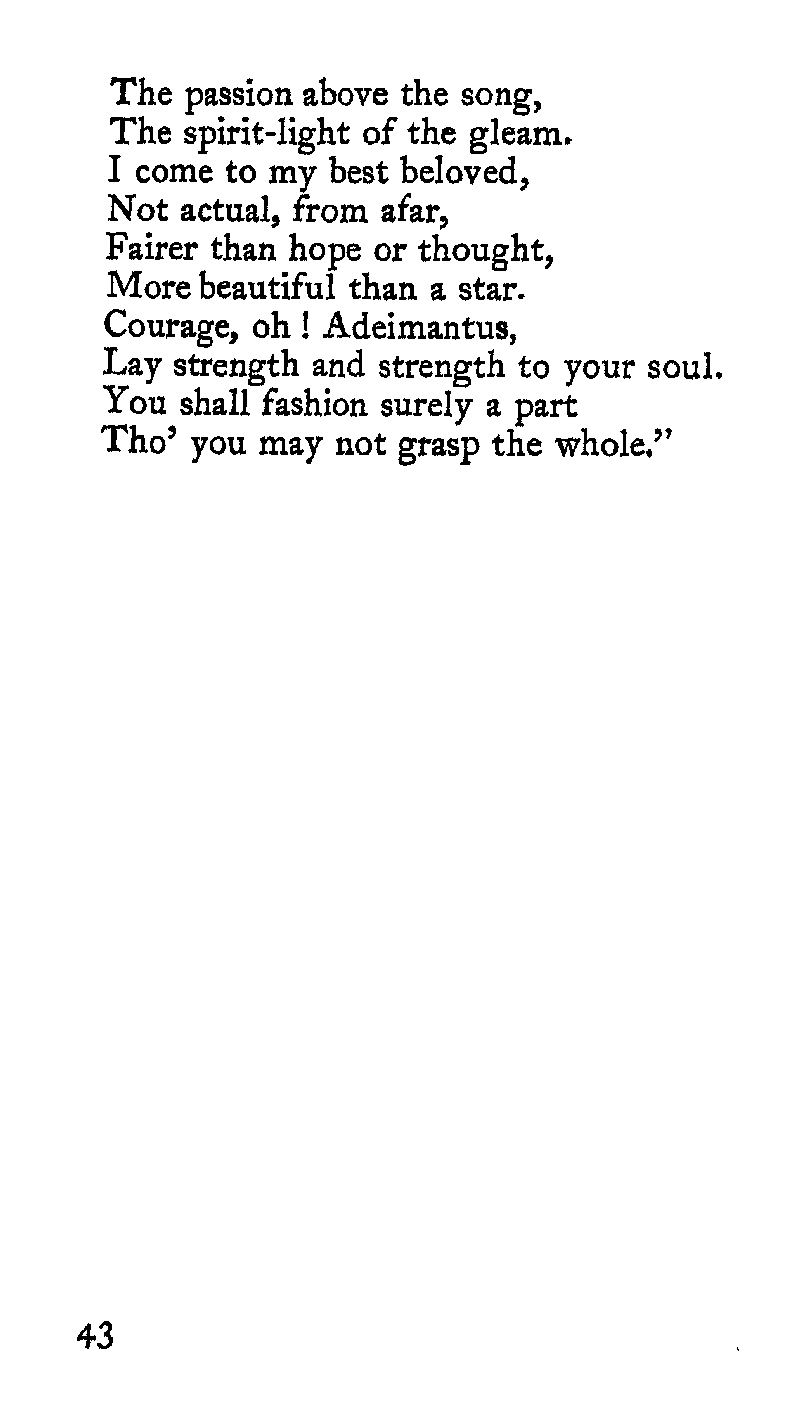 The passion above the song,
The spirit-light of the gleam.
I come to my best beloved,
Not actual, from afar,
Fairer than hope or thought,
More beautiful than a star.
Courage, oh ! Adeimantus,
Lay strength and strength to your soul.
You shall fashion surely a part
Tho’ you may not grasp the whole.”
43